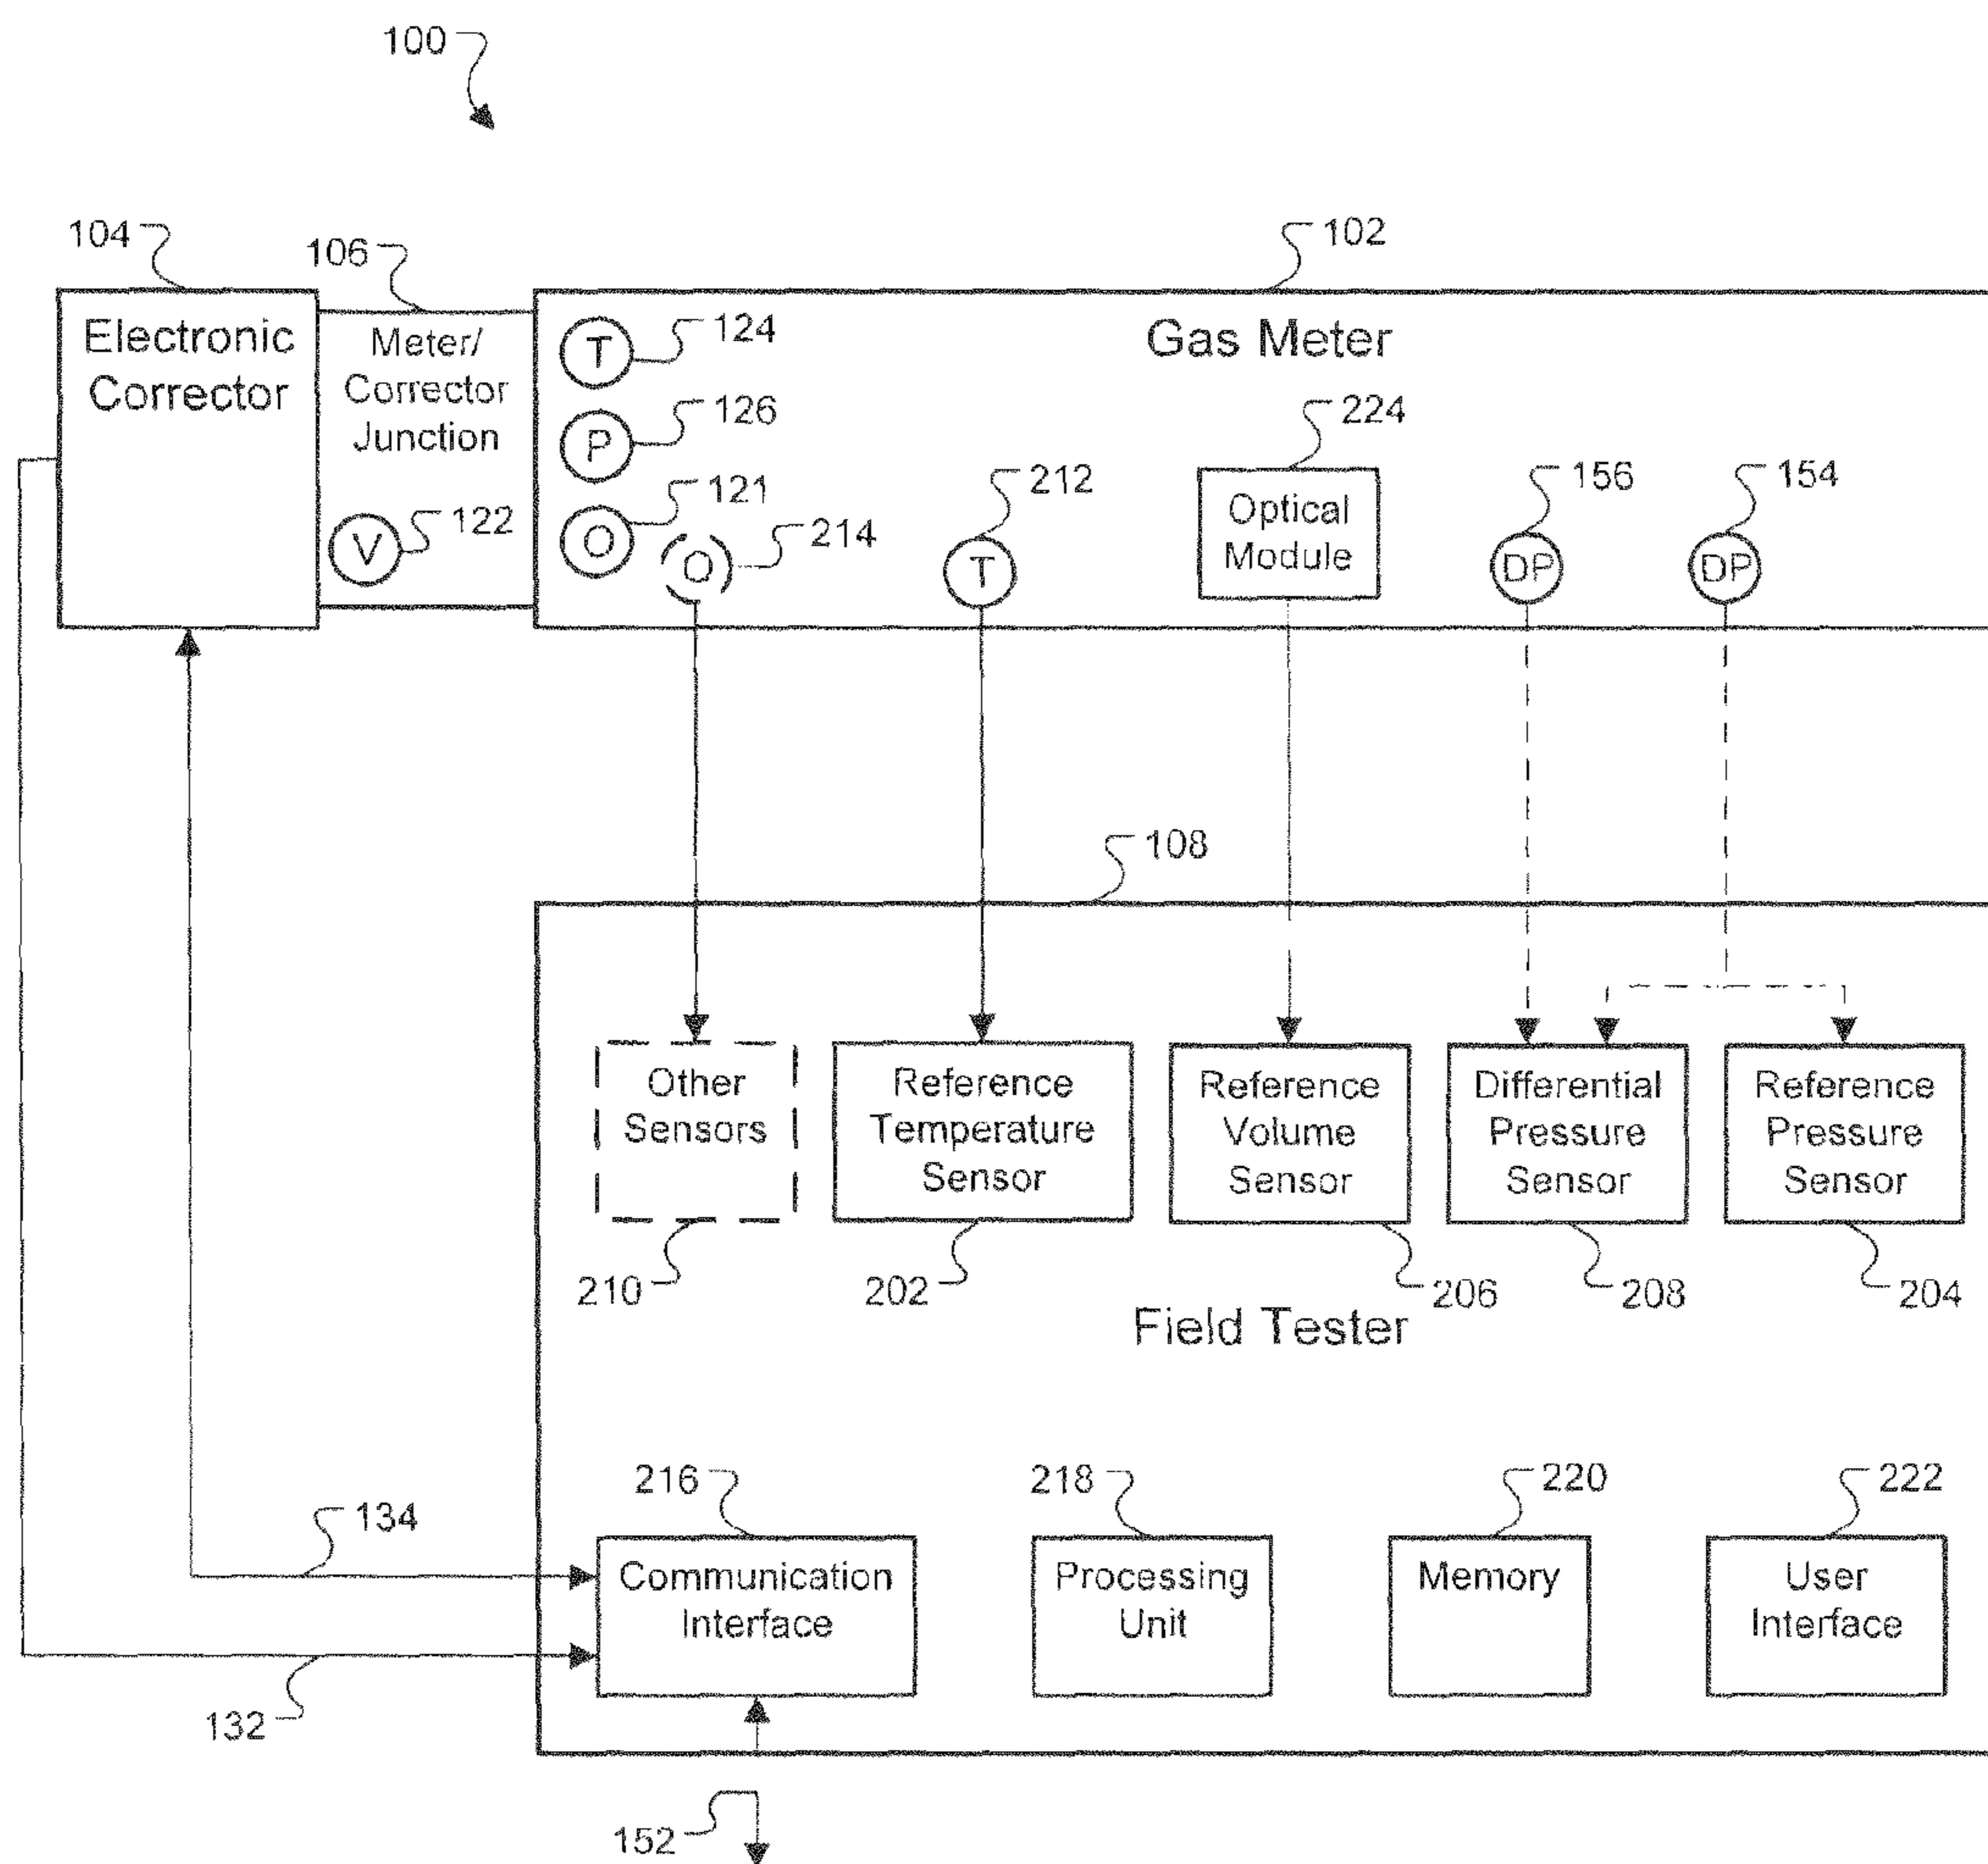 100
104
106
102
Electronic
Corrector
Meter/
Corrector
Junction
V
122
Gas Meter
T
124
P
126
O
121
O
214
T
212
224
Optical
Module
DP
156
DP
154
108
Other
Sensors
Reference
Temperature
Sensor
Reference
Volume
Sensor
Differential
Pressure
Sensor
Reference
Pressure
Sensor
210
202
206
208
204
Field Tester
216
218
220
222
134
Communication
Interface
Processing
Unit
Memory
User
Interface
132
152